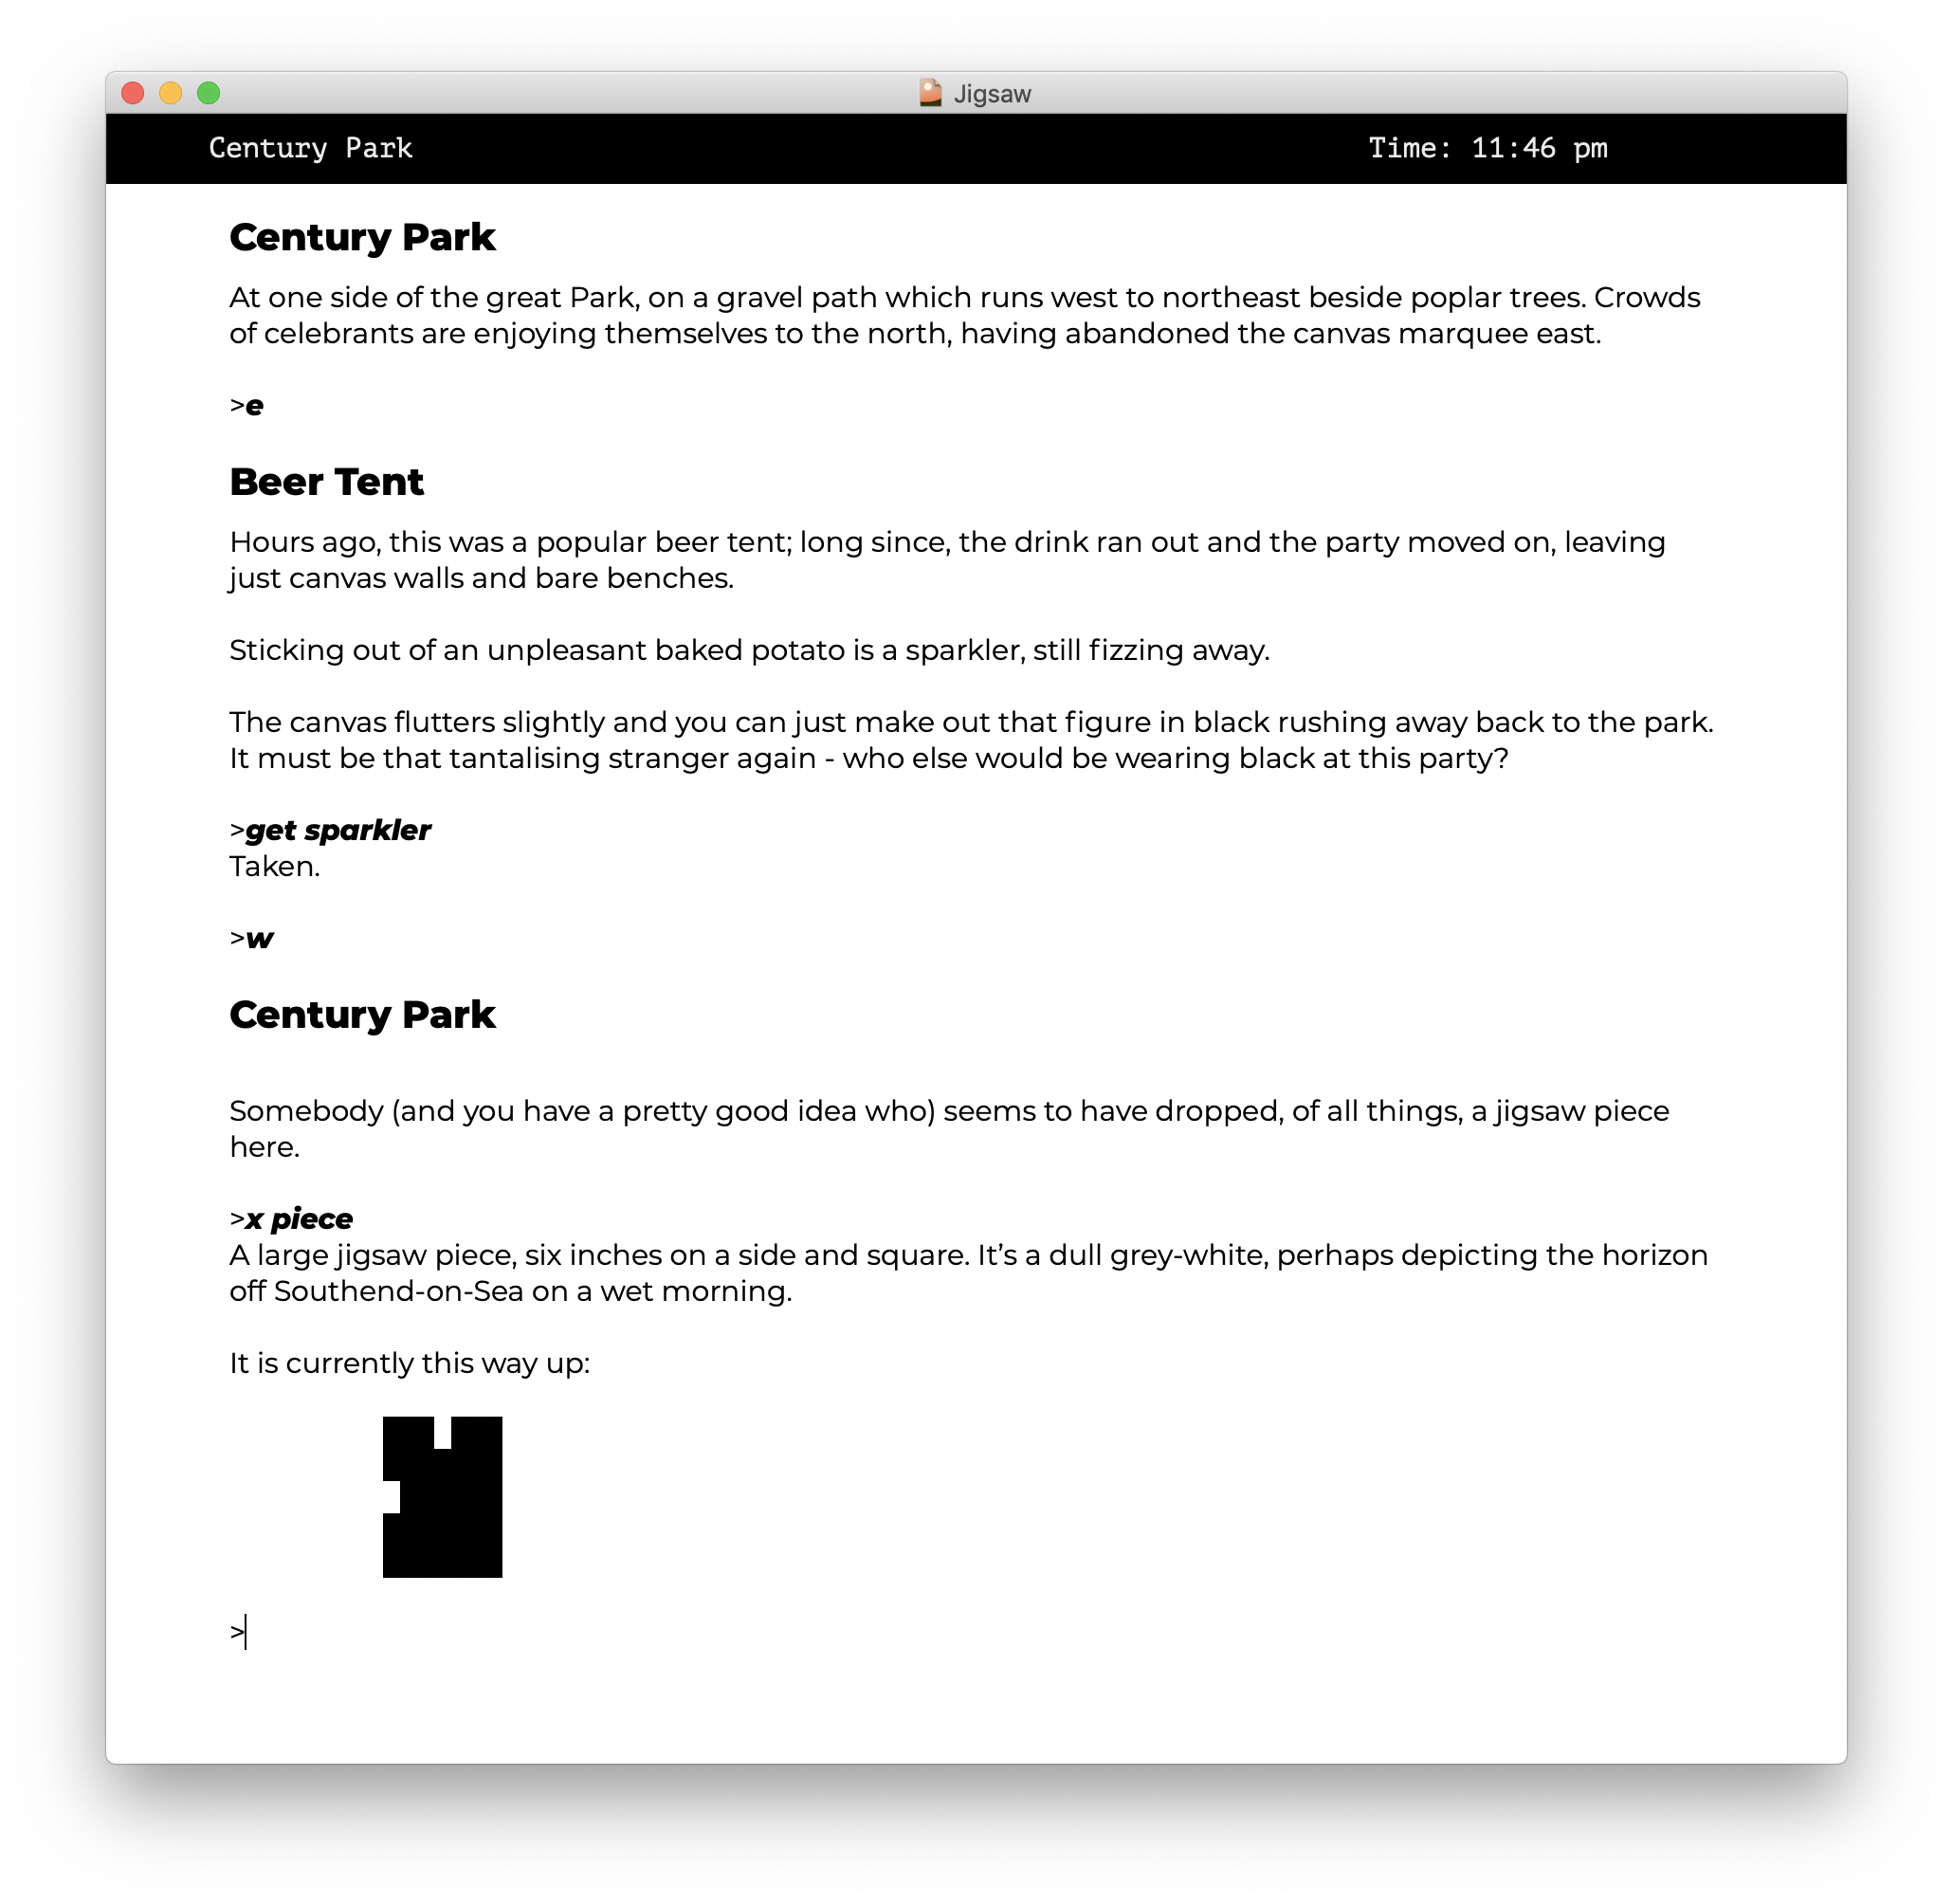 Jigsaw
Century Park Time: 11:46 pm
Century Park
At one side of the great Park, on a gravel path which runs west to northeast beside poplar trees. Crowds
of celebrants are enjoying themselves to the north, having abandoned the canvas marquee east.
>e
Beer Tent
Hours ago, this was a popular beer tent; long since, the drink ran out and the party moved on, leaving
just canvas walls and bare benches.
Sticking out of an unpleasant baked potato is a sparkler, still fizzing away.
The canvas flutters slightly and you can just make out that figure in black rushing away back to the park.
It must be that tantalising stranger again - who else would be wearing black at this party?
>get sparkler
Taken.
>w
Century Park
Somebody (and you have a pretty good idea who) seems to have dropped, of all things, a jigsaw piece
here.
>x piece
A large jigsaw piece, six inches on a side and square. It’s a dull grey-white, perhaps depicting the horizon
off Southend-on-Sea on a wet morning.
It is currently this way up:
>